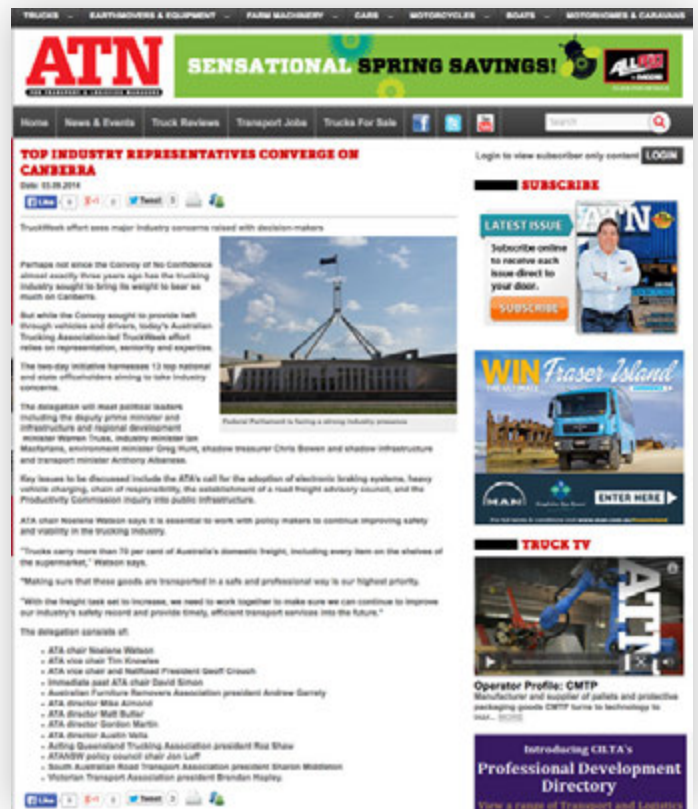 TRUCKS EARTHMOVERS & EQUIPMENT FARM MACHINERY CARS MOTORCYCLES BOATS MOTORHOMES & CARAVANS
ATN
FOR TRANSPORT & LOGISTICS MANAGERS
SENSATIONAL SPRING SAVINGS!
Home News & Events Truck Reviews Transport Jobs Trucks For Sale Search
TOP INDUSTRY REPRESENTATIVES CONVERGE ON
CANBERRA
Date: 03.09.2014
Like 0 +1 0 Tweet 3
TruckWeek effort sees major industry concerns raised with decision-makers
Perhaps not since the Convoy of No Confidence
almost exactly three years ago has the trucking
industry sought to bring its weight to bear so
much on Canberra.
But while the Convoy sought to provide heft
through vehicles and drivers, today's Australian
Trucking Association-led TruckWeek effort
relies on representation, seniority and expertise.
The two-day initiative harnesses 13 top national
and state officeholders aiming to take industry
concerns.
The delegation will meet political leaders
including the deputy prime minister and
infrastructure and regional development
minister Warren Truss, industry minister Ian
Macfarlane, environment minister Greg Hunt, shadow treasurer Chris Bowen and shadow infrastructure
and transport minister Anthony Albanese.
Federal Parliament is facing a strong industry presence
Key issues to be discussed include the ATA's call for the adoption of electronic braking systems, heavy
vehicle charging, chain of responsibility, the establishment of a road freight advisory council, and the
Productivity Commission inquiry into public infrastructure.
ATA chair Noelene Watson says it is essential to work with policy makers to continue improving safety
and viability in the trucking industry.
"Trucks carry more than 70 per cent of Australia's domestic freight, including every item on the shelves of
the supermarket," Watson says.
"Making sure that these goods are transported in a safe and professional way is our highest priority.
"With the freight task set to increase, we need to work together to make sure we can continue to improve
our industry's safety record and provide timely, efficient transport services into the future."
The delegation consists of:
ATA chair Noelene Watson
ATA vice chair Tim Knowles
ATA vice chair and NatRoad President Geoff Crouch
Immediate past ATA chair David Simon
Australian Furniture Removers Association president Andrew Garrety
ATA director Mike Almond
ATA director Matt Butler
ATA director Gordon Martin
ATA director Austin Vella
Acting Queensland Trucking Association president Roz Shaw
ATANSW policy council chair Jon Luff
South Australian Road Transport Association president Sharon Middleton
Victorian Transport Association president Brendan Hopley.
Like 0 +1 0 Tweet 3
Login to view subscriber only content LOGIN
SUBSCRIBE
LATEST ISSUE
Subscribe online
to receive each
issue direct to
your door.
SUBSCRIBE
ATN
WIN Fraser Island
THE ULTIMATE
MAN
ENTER HERE
TRUCK TV
ATN
Operator Profile: CMTP
Manufacturer and supplier of pallets and protective
packaging goods CMTP turns to technology to
MORE
Introducing CILTA's
Professional Development
Directory
View a range of Transport and Logistics